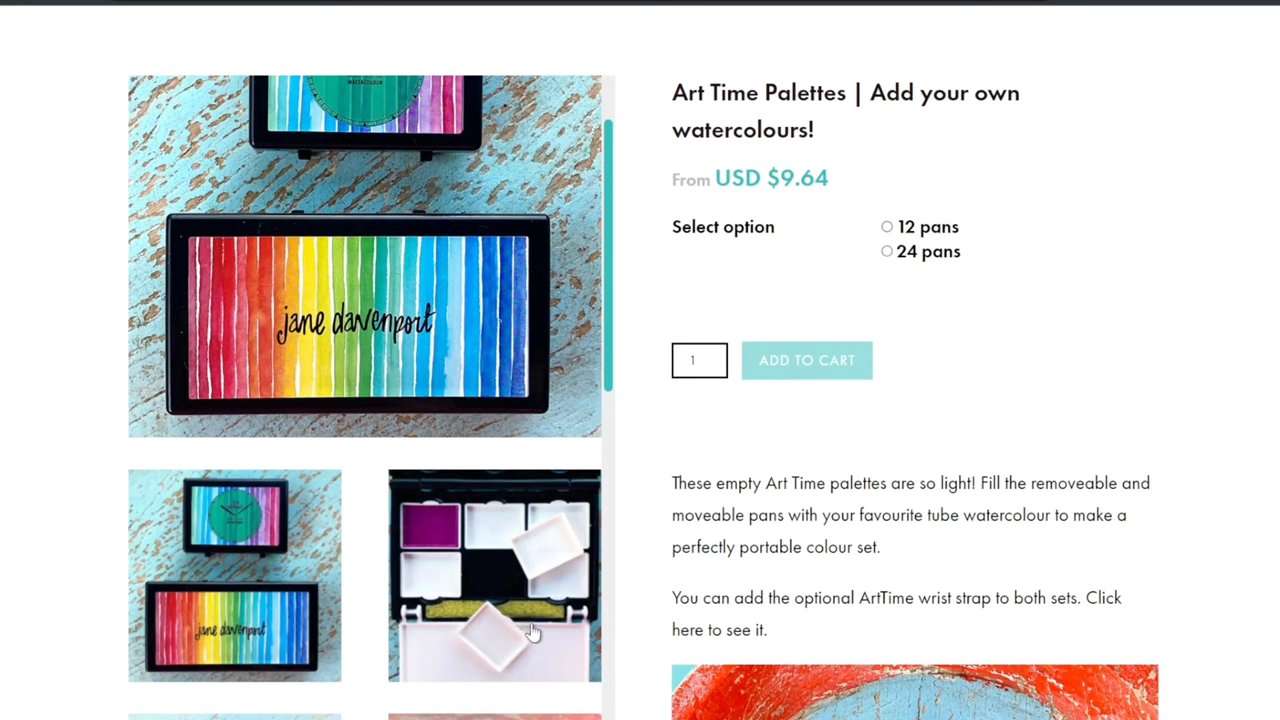 WATERCOLOUR
jane davenport
jane davenport
Art Time Palettes | Add your own
watercolours!
From USD $9.64
Select option
12 pans
24 pans
1
ADD TO CART
These empty Art Time palettes are so light! Fill the removeable and
moveable pans with your favourite tube watercolour to make a
perfectly portable colour set.
You can add the optional ArtTime wrist strap to both sets. Click
here to see it.